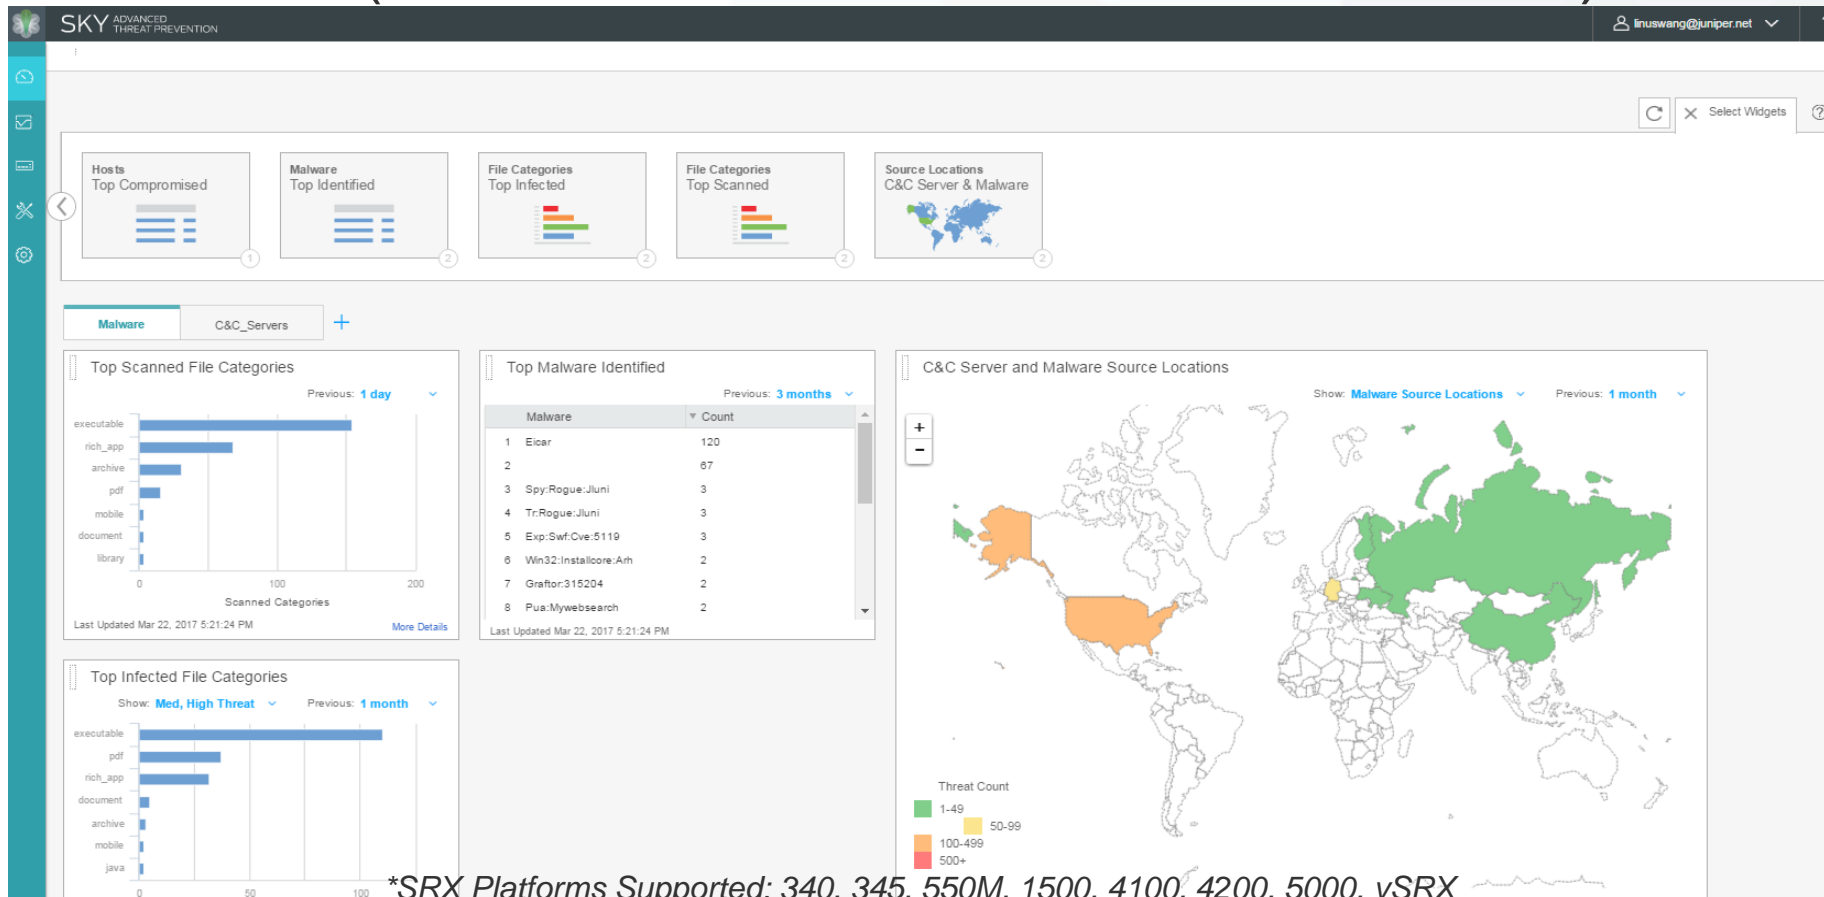 SKY ADVANCED THREAT PREVENTION
linuswang@juniper.net
Select Widgets
Hosts
Top Compromised
1
Malware
Top Identified
2
File Categories
Top Infected
2
File Categories
Top Scanned
2
Source Locations
C&C Server & Malware
2
Malware
C&C_Servers
+
Top Scanned File Categories
Previous: 1 day
executable
rich_app
archive
pdf
mobile
document
library
0 100 200
Scanned Categories
Last Updated Mar 22, 2017 5:21:24 PM
More Details
Top Malware Identified
Previous: 3 months
Malware Count
1 Eicar 120
2 67
3 Spy:Rogue:Jluni 3
4 Tr:Rogue:Jluni 3
5 Exp:Swf:Cve:5119 3
6 Win32:Installcore:Arh 2
7 Graftor:315204 2
8 Pua:Mywebsearch 2
Last Updated Mar 22, 2017 5:21:24 PM
C&C Server and Malware Source Locations
Show: Malware Source Locations Previous: 1 month
+
-
Threat Count
1-49
50-99
100-499
500+
Top Infected File Categories
Show: Med, High Threat Previous: 1 month
executable
pdf
rich_app
document
archive
mobile
java
0 50 100
*SRX Platforms Supported: 340, 345, 550M, 1500, 4100, 4200, 5000, vSRX